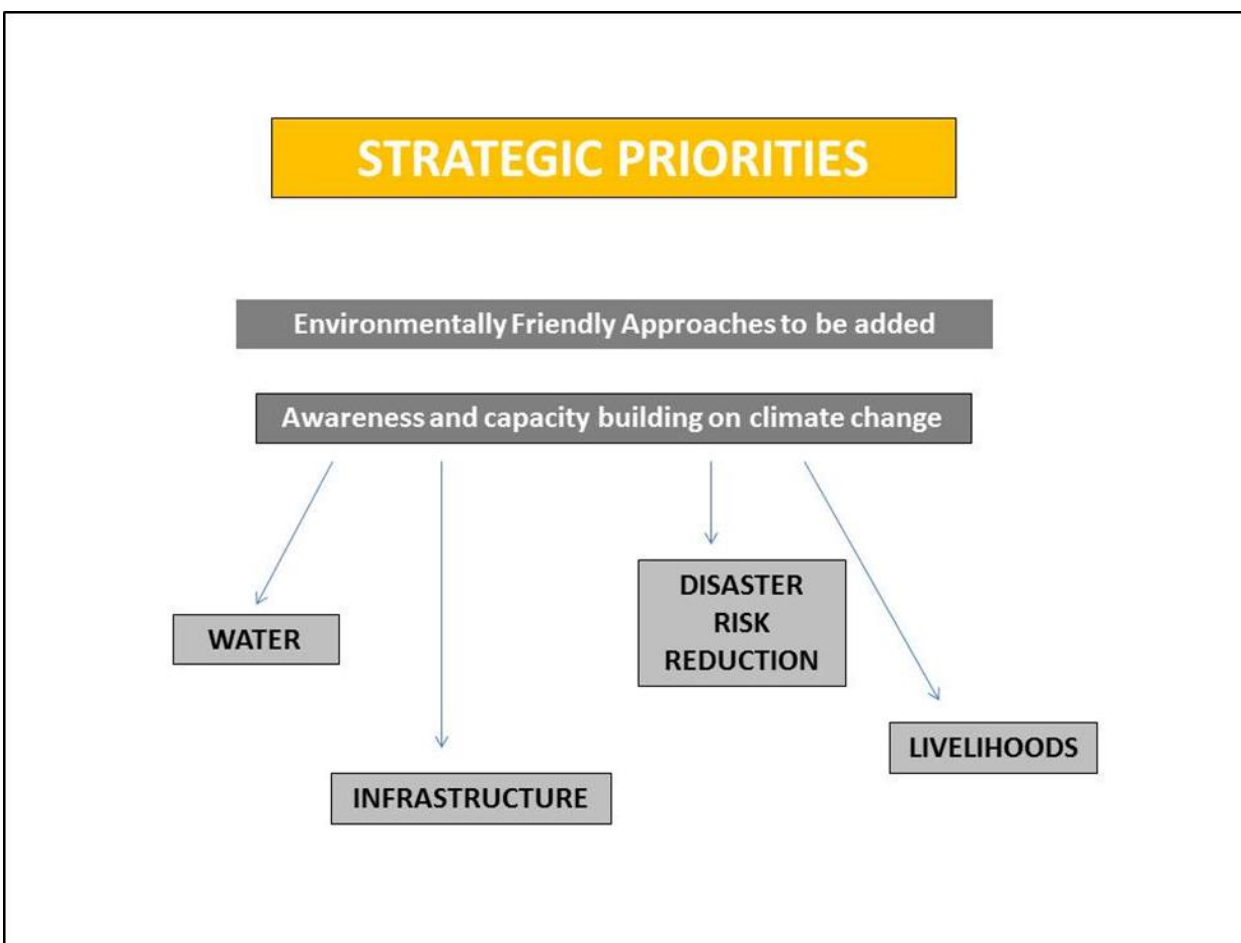 STRATEGIC PRIORITIES
Environmentally Friendly Approaches to be added
Awareness and capacity building on climate change
DISASTER
RISK
REDUCTION
WATER
LIVELIHOODS
INFRASTRUCTURE